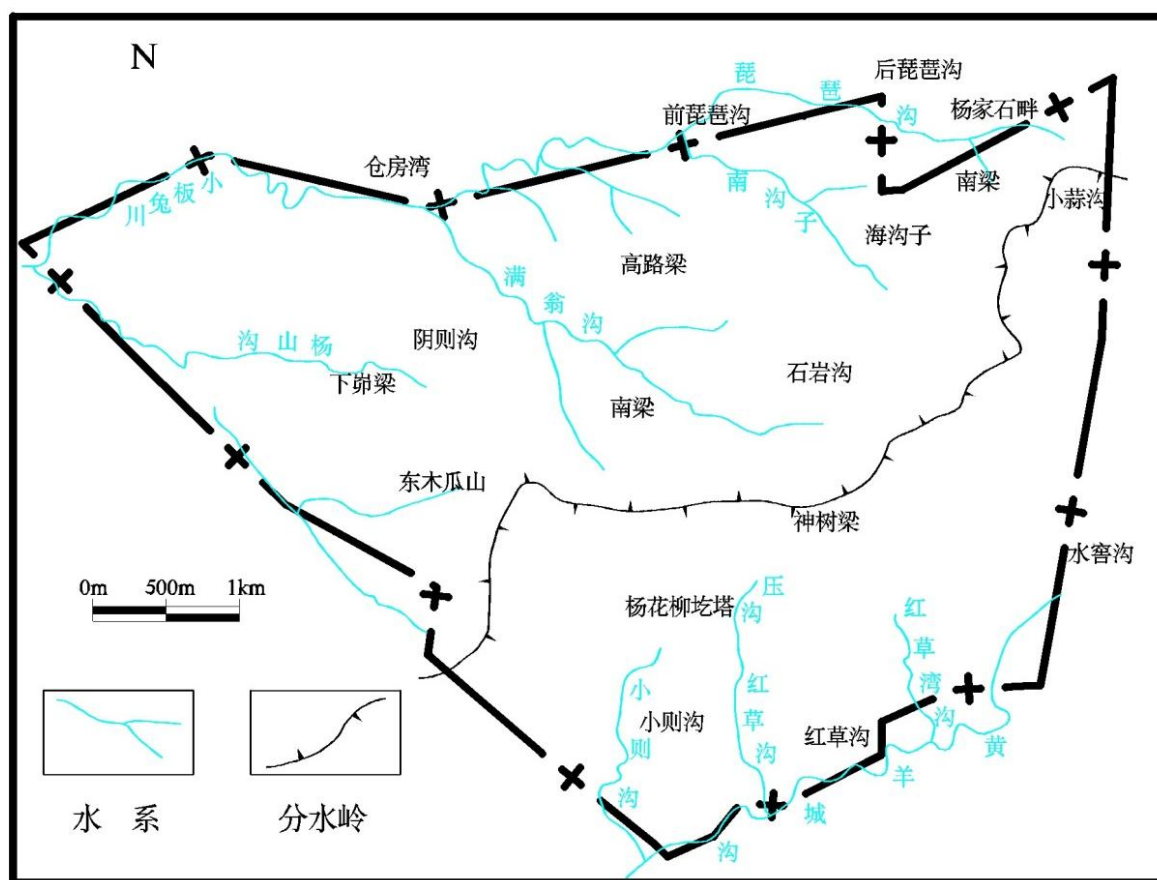 N
后琵琶沟
琵琶沟
前琵琶沟
杨家石畔
仓房湾
小板兔川
南沟子
南梁
小蒜沟
海沟子
高路梁
满翁沟
阴则沟
杨山沟
下峁梁
石岩沟
南梁
东木瓜山
神树梁
水窖沟
0m 500m 1km
杨花柳圪塔
压沟
红草沟
红草湾沟
小则沟
小则沟
红草沟
黄羊城沟
水 系
分水岭